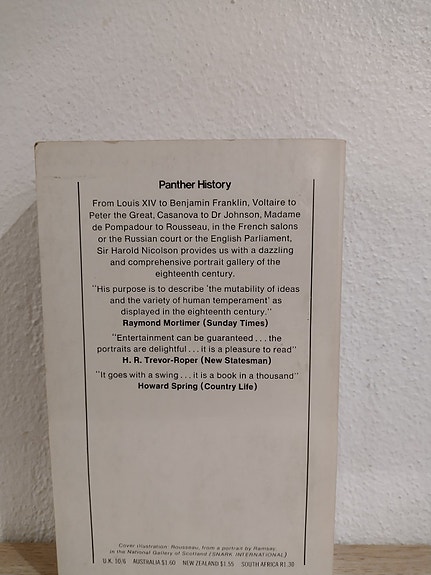 Panther History
From Louis XIV to Benjamin Franklin, Voltaire to
Peter the Great, Casanova to Dr Johnson, Madame
de Pompadour to Rousseau, in the French salons
or the Russian court or the English Parliament,
Sir Harold Nicolson provides us with a dazzling
and comprehensive portrait gallery of the
eighteenth century.
"His purpose is to describe 'the mutability of ideas
and the variety of human temperament' as
displayed in the eighteenth century."
Raymond Mortimer (Sunday Times)
"Entertainment can be guaranteed ... the
portraits are delightful ... it is a pleasure to read"
H. R. Trevor-Roper (New Statesman)
"It goes with a swing ... it is a book in a thousand"
Howard Spring (Country Life)
Cover illustration: Rousseau, from a portrait by Ramsay
in the National Gallery of Scotland (SNARK INTERNATIONAL)
U.K. 10/6 AUSTRALIA $1.60 NEW ZEALAND $1.55 SOUTH AFRICA R1.30